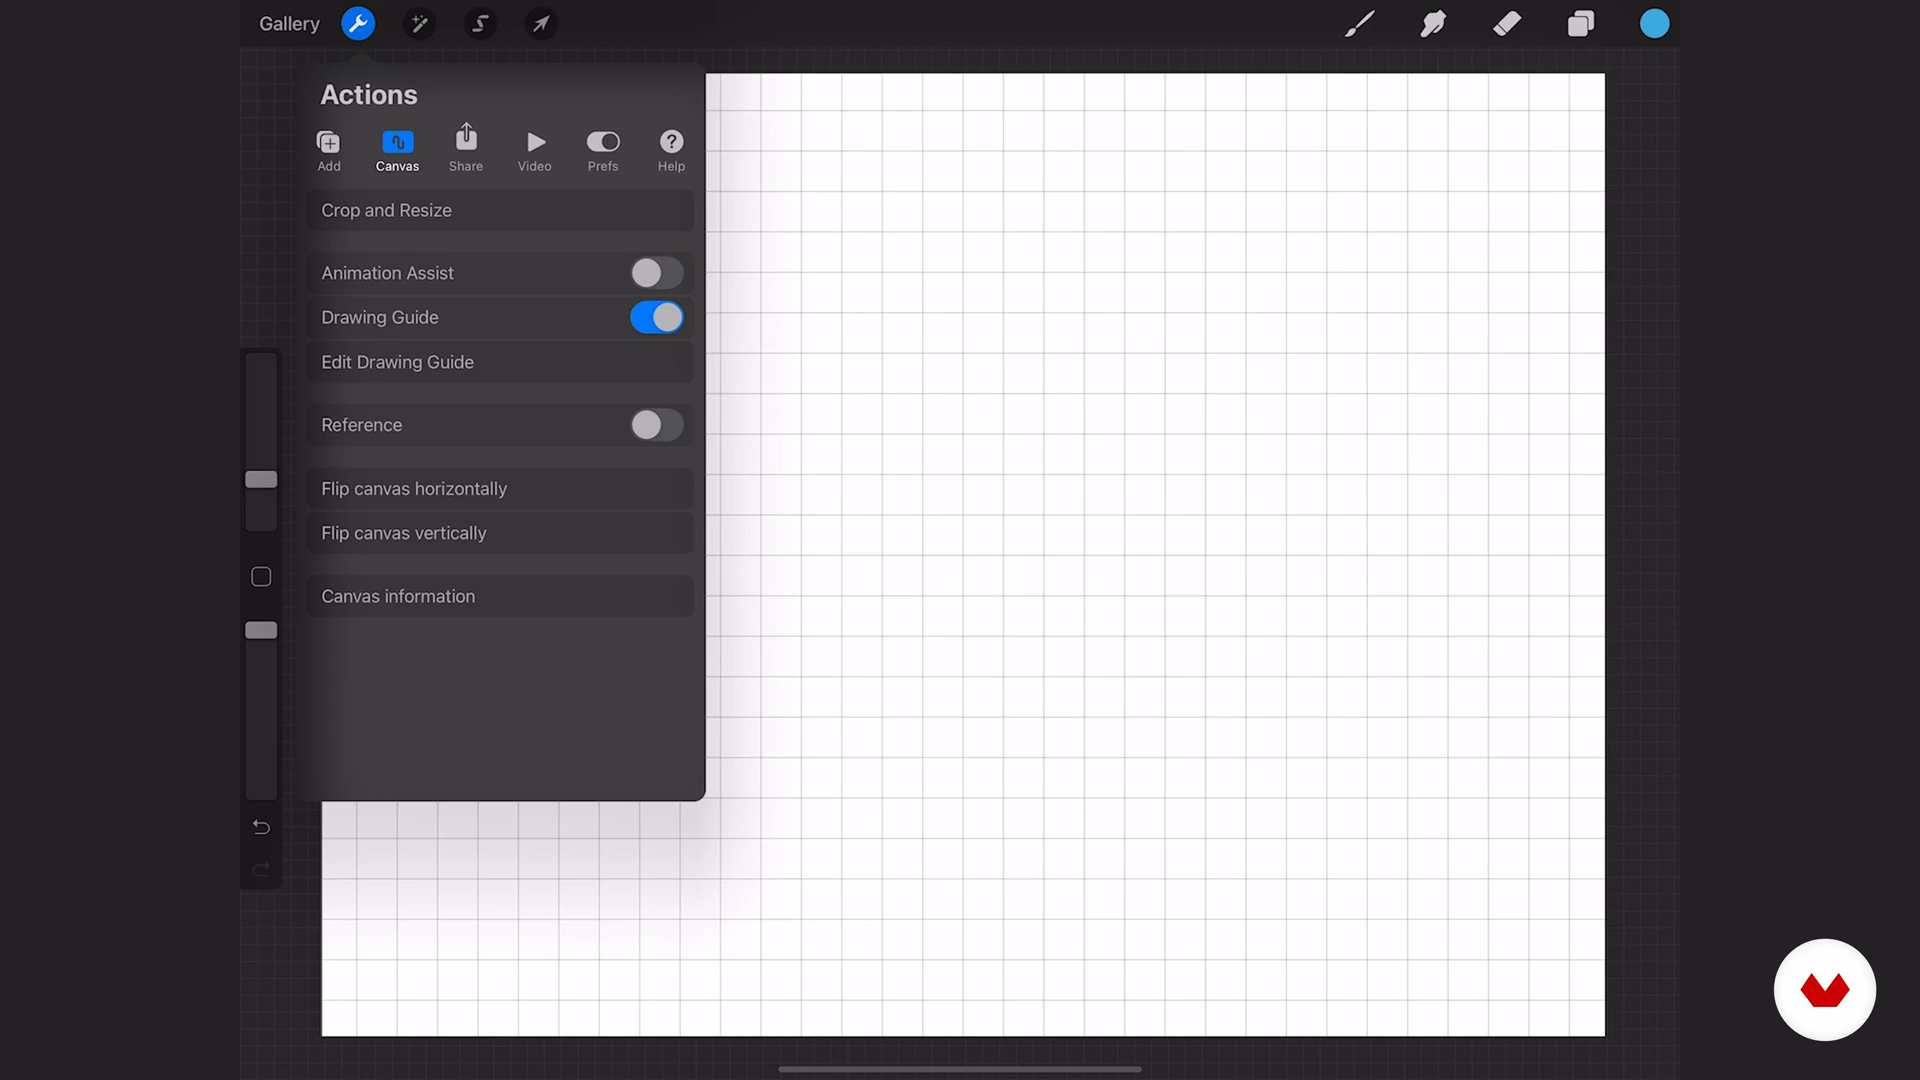 Gallery
Actions
Add Canvas Share Video Prefs Help
Crop and Resize
Animation Assist
Drawing Guide
Edit Drawing Guide
Reference
Flip canvas horizontally
Flip canvas vertically
Canvas information